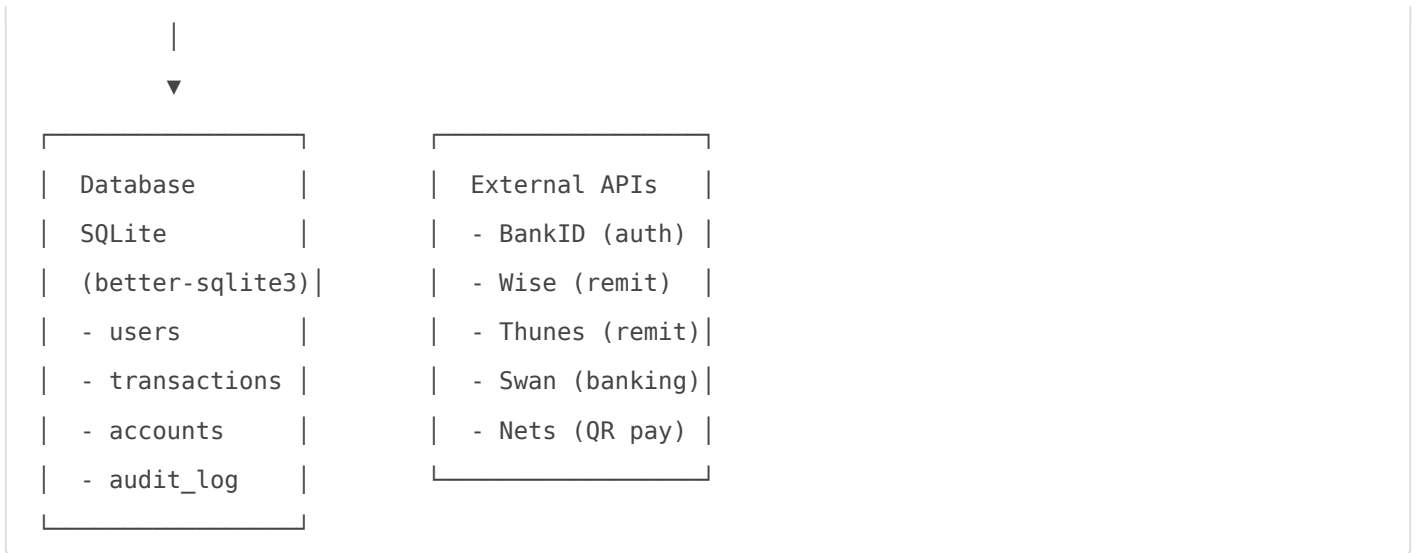 Database External APIs
SQLite - BankID (auth)
(better-sqlite3) - Wise (remit)
- users - Thunes (remit)
- transactions - Swan (banking)
- accounts - Nets (QR pay)
- audit_log